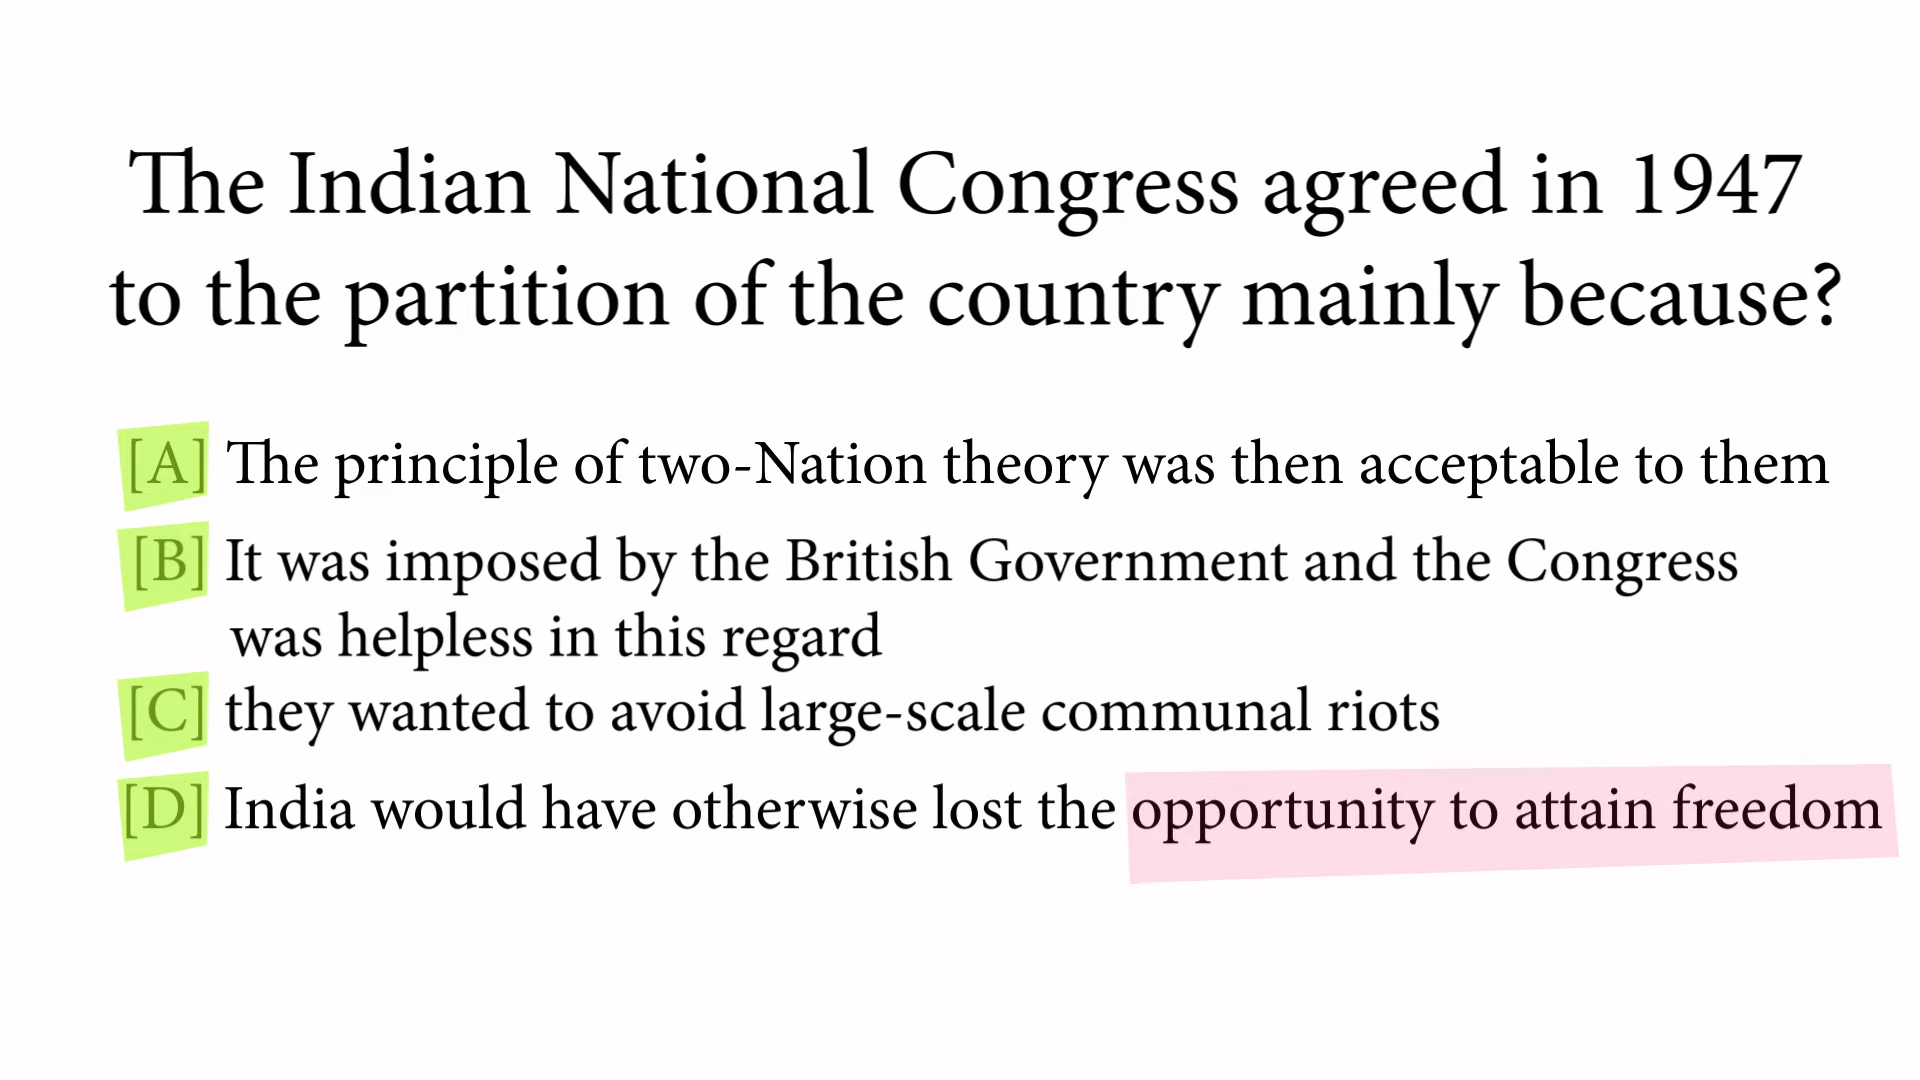 The Indian National Congress agreed in 1947
to the partition of the country mainly because?
[A] The principle of two-Nation theory was then acceptable to them
[B] It was imposed by the British Government and the Congress
was helpless in this regard
[C] they wanted to avoid large-scale communal riots
[D] India would have otherwise lost the opportunity to attain freedom